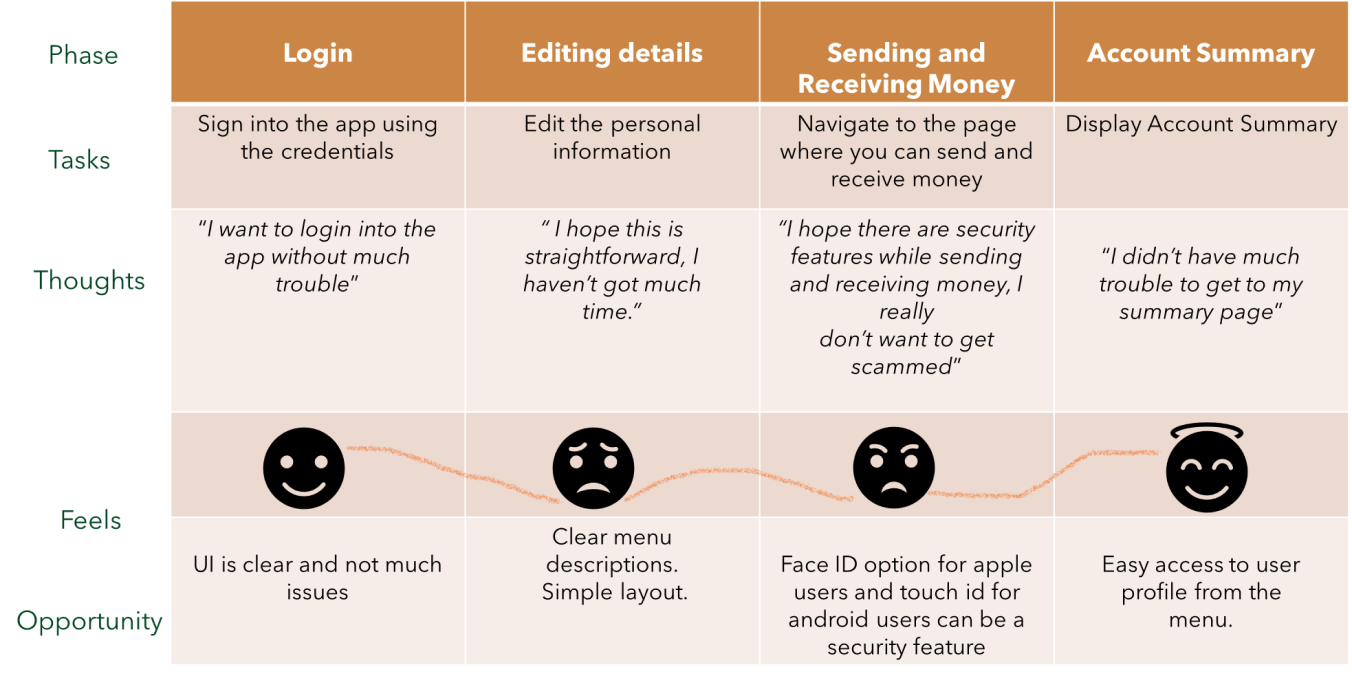 Phase
Login
Editing details
Sending and
Receiving Money
Account Summary
Tasks
Sign into the app using
the credentials
Edit the personal
information
Navigate to the page
where you can send and
receive money
Display Account Summary
Thoughts
"I want to login into the
app without much
trouble"
“ I hope this is
straightforward, I
haven’t got much
time.”
“I hope there are security
features while sending
and receiving money, I
really
don’t want to get
scammed"
"I didn’t have much
trouble to get to my
summary page"
Feels
Opportunity
UI is clear and not much
issues
Clear menu
descriptions.
Simple layout.
Face ID option for apple
users and touch id for
android users can be a
security feature
Easy access to user
profile from the
menu.